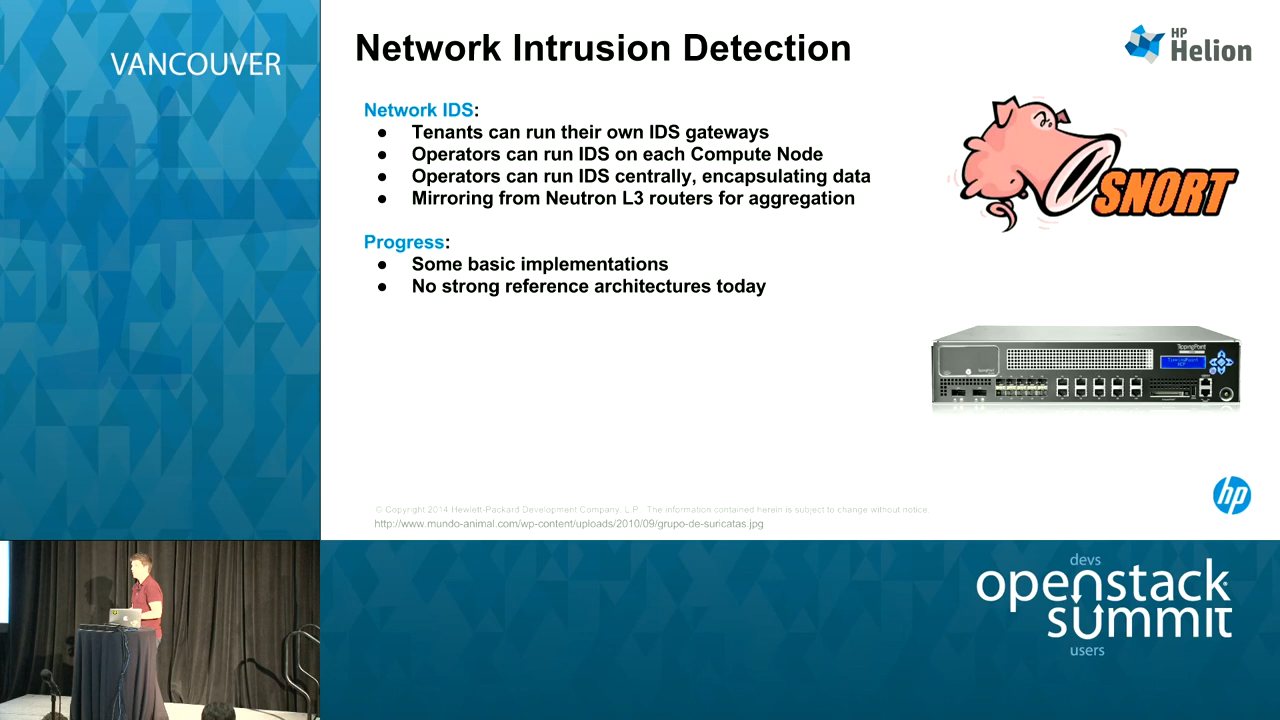 VANCOUVER
Network Intrusion Detection
HP
Helion
Network IDS:
● Tenants can run their own IDS gateways
● Operators can run IDS on each Compute Node
● Operators can run IDS centrally, encapsulating data
● Mirroring from Neutron L3 routers for aggregation
SNORT
Progress:
● Some basic implementations
● No strong reference architectures today
TippingPoint
hp
© Copyright 2014 Hewlett-Packard Development Company, L.P. The information contained herein is subject to change without notice.
http://www.mundo-animal.com/wp-content/uploads/2010/09/grupo-de-suricatas.jpg
devs
openstack
summit
users